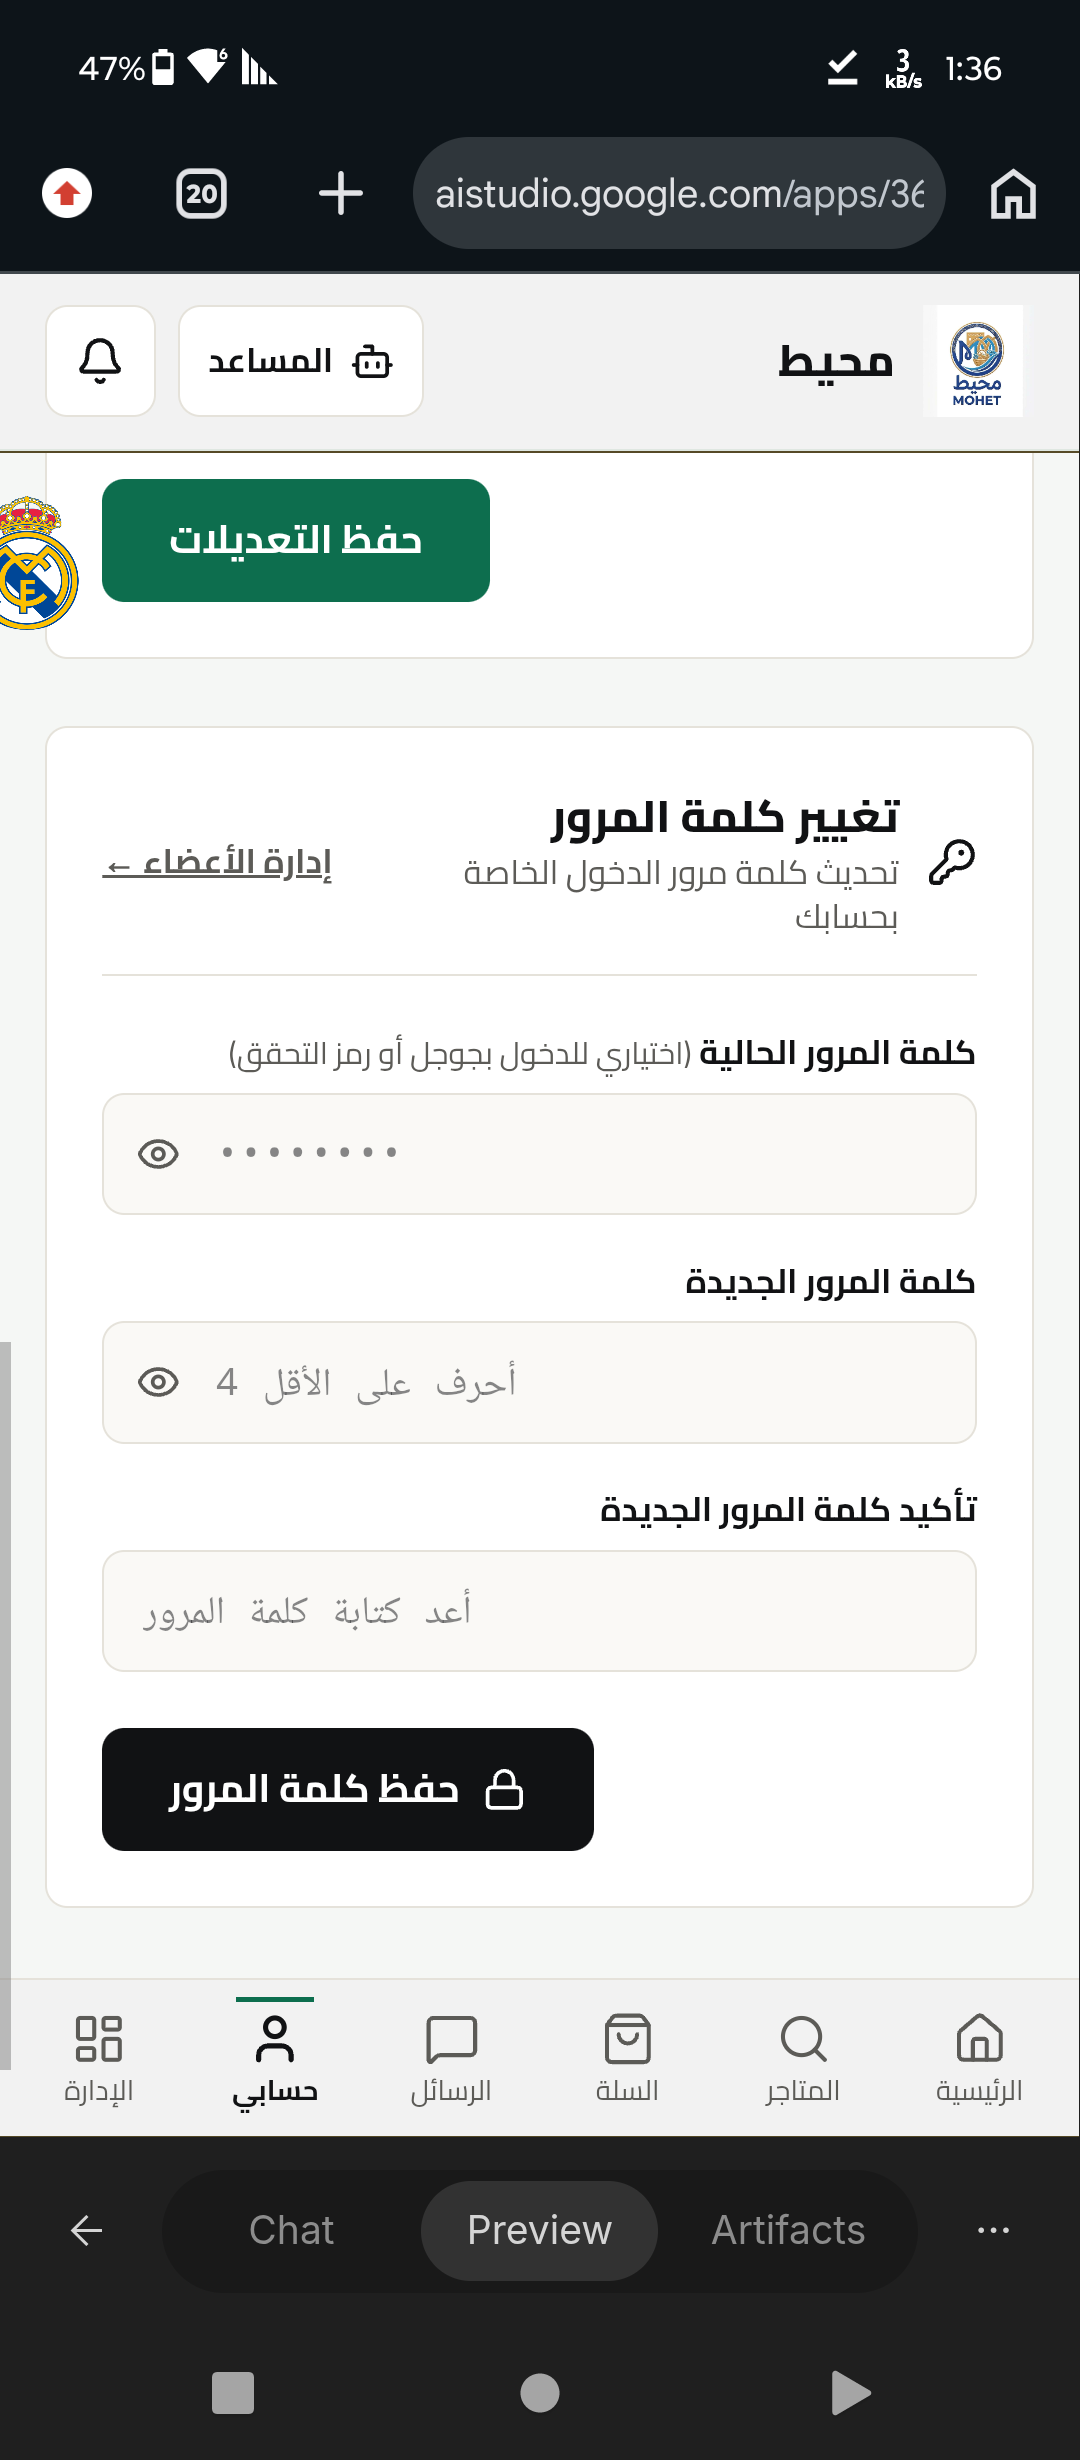 47%
6
3
kB/s
1:36
20
aistudio.google.com/apps/36
محيط
MOHET
محيط
المساعد
حفظ التعديلات
تغيير كلمة المرور
تحديث كلمة مرور الدخول الخاصة
بحسابك
إدارة الأعضاء ←
كلمة المرور الحالية (اختياري للدخول بجوجل أو رمز التحقق)
••••••••
كلمة المرور الجديدة
4 أحرف على الأقل
تأكيد كلمة المرور الجديدة
أعد كتابة كلمة المرور
حفظ كلمة المرور
الرئيسية
المتاجر
السلة
الرسائل
حسابي
الإدارة
Chat
Preview
Artifacts